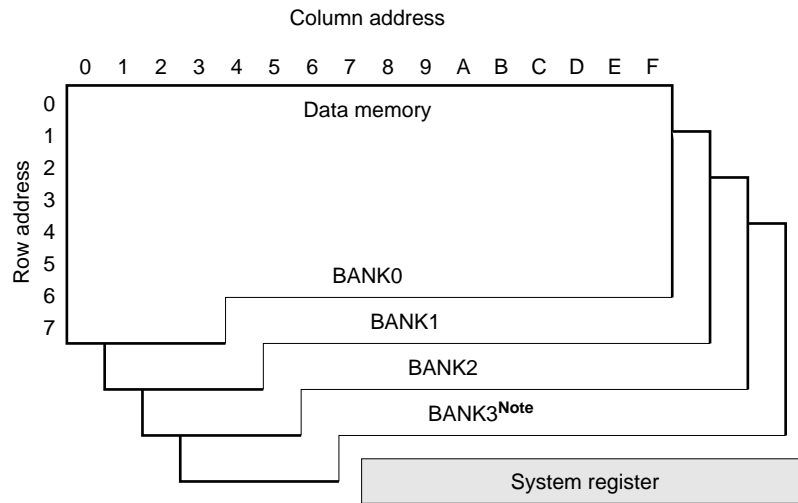 Column address
0 1 2 3 4 5 6 7 8 9 A B C D E F
Row address
0
Data memory
1
2
3
4
5
BANK0
6
BANK1
7
BANK2
BANK3Note
System register